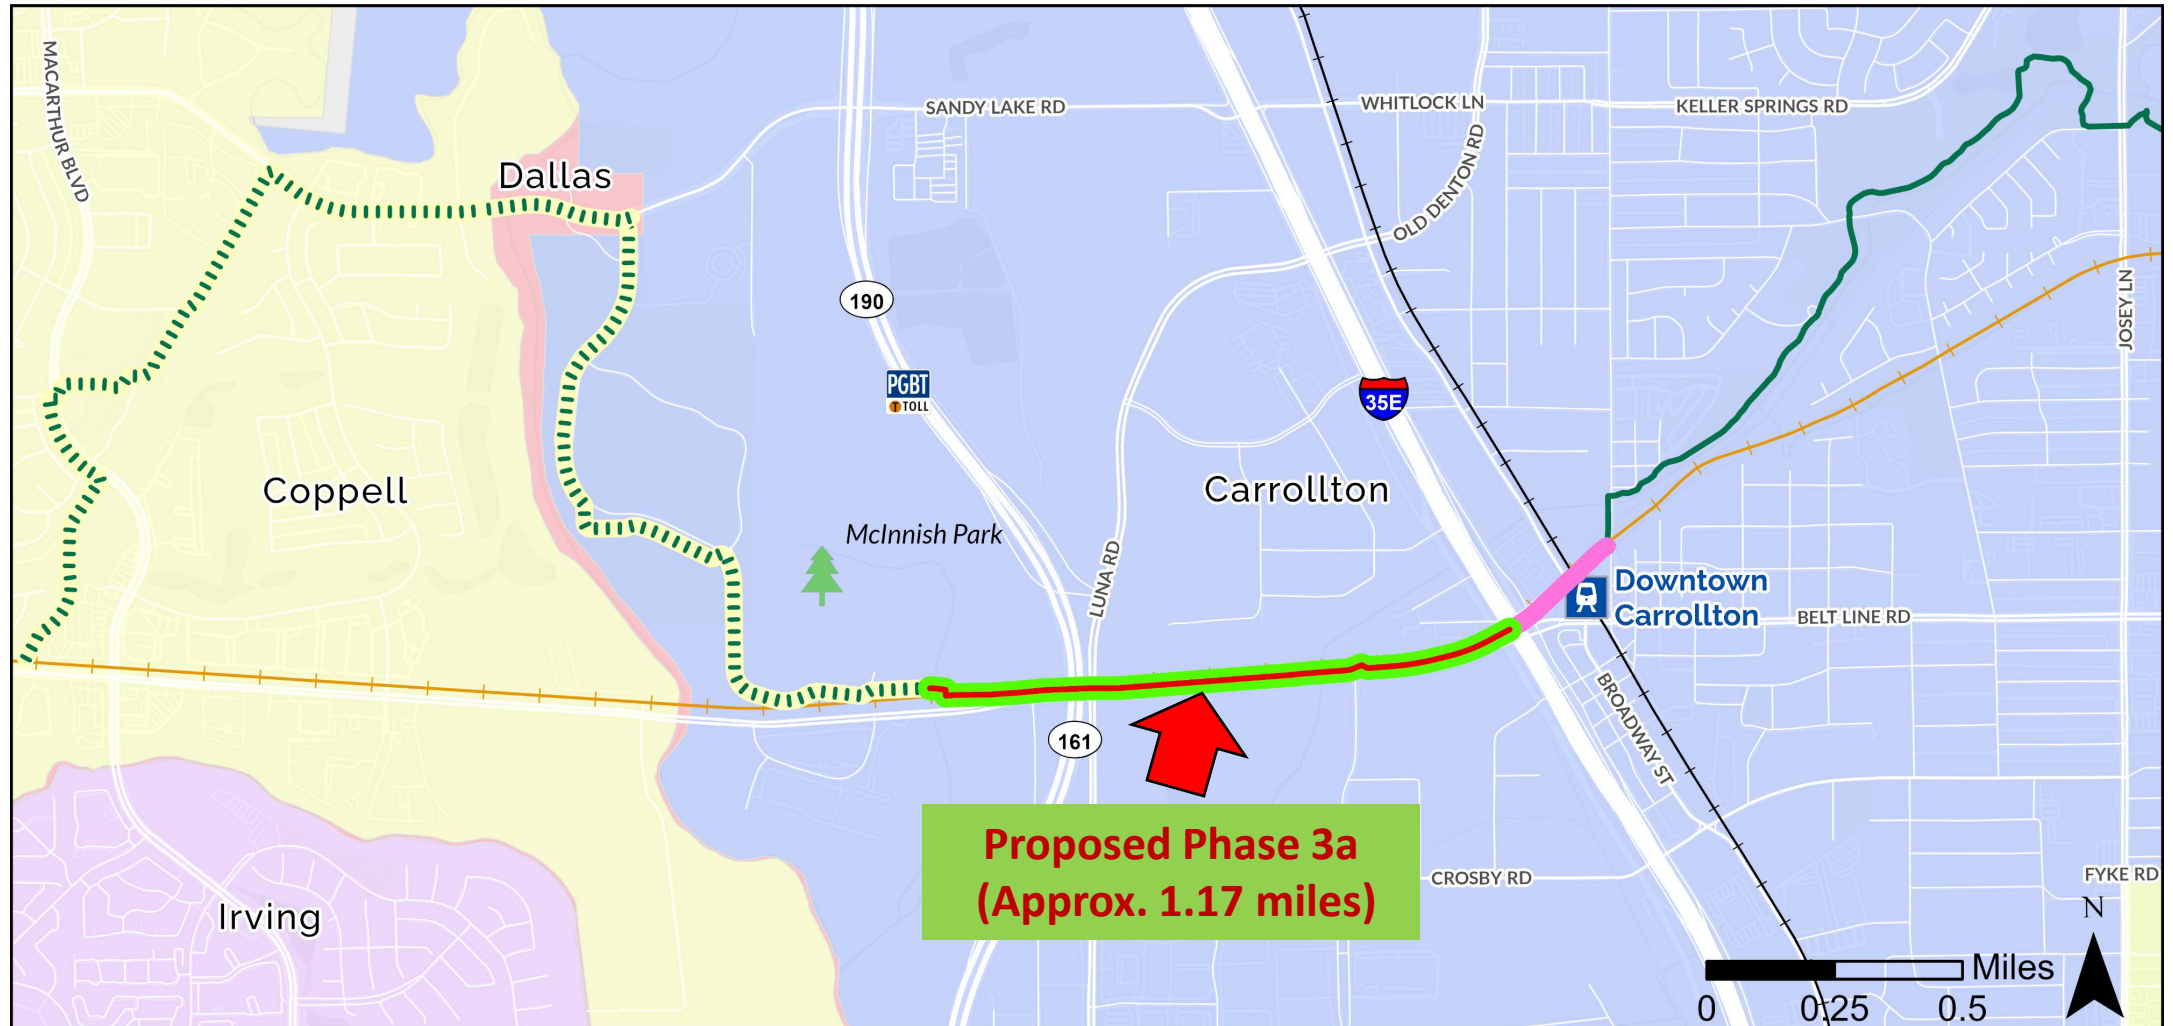 MACARTHUR BLVD
SANDY LAKE RD
WHITLOCK LN
KELLER SPRINGS RD
Dallas
OLD DENTON RD
190
JOSEY LN
PGBT
T TOLL
35E
Coppell
Carrollton
McInnish Park
LUNA RD
Downtown
Carrollton
BELT LINE RD
161
BROADWAY ST
Proposed Phase 3a
(Approx. 1.17 miles)
CROSBY RD
FYKE RD
Irving
N
Miles
0 0.25 0.5